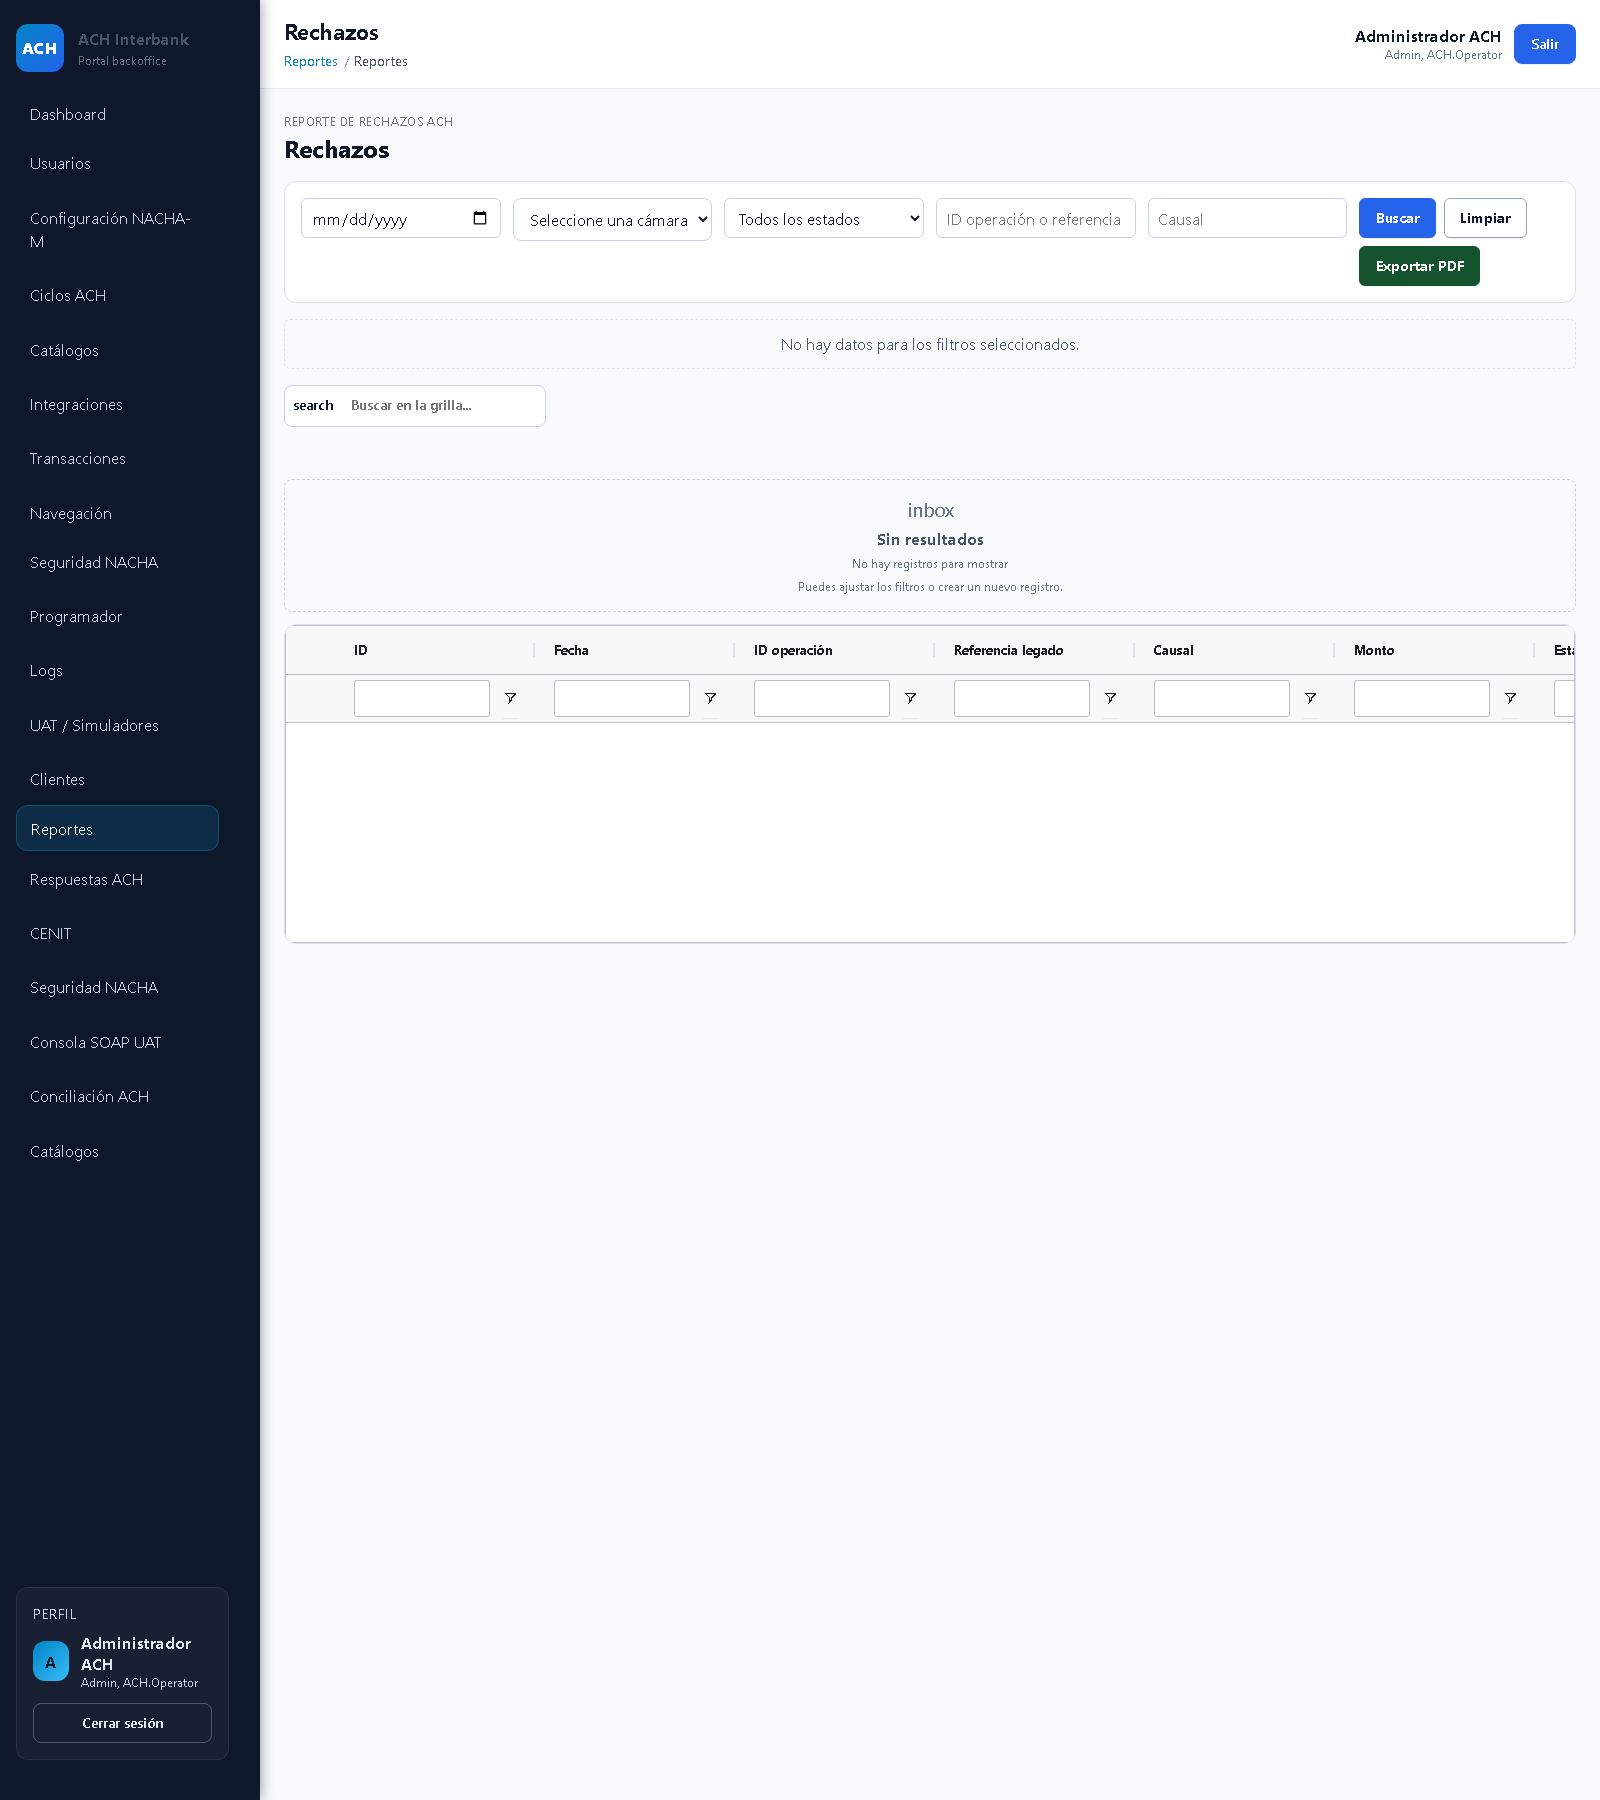 ACH
ACH Interbank
Portal backoffice
Dashboard
Usuarios
Configuración NACHA-
M
Ciclos ACH
Catálogos
Integraciones
Transacciones
Navegación
Seguridad NACHA
Programador
Logs
UAT / Simuladores
Clientes
Reportes
Respuestas ACH
CENIT
Seguridad NACHA
Consola SOAP UAT
Conciliación ACH
Catálogos
PERFIL
A
Administrador
ACH
Admin, ACH.Operator
Cerrar sesión
Rechazos
Reportes / Reportes
Administrador ACH
Admin, ACH.Operator
Salir
REPORTE DE RECHAZOS ACH
Rechazos
mm/dd/yyyy
Seleccione una cámara
Todos los estados
ID operación o referencia
Causal
Buscar
Limpiar
Exportar PDF
No hay datos para los filtros seleccionados.
search Buscar en la grilla...
inbox
Sin resultados
No hay registros para mostrar
Puedes ajustar los filtros o crear un nuevo registro.
ID Fecha ID operación Referencia legado Causal Monto Esta